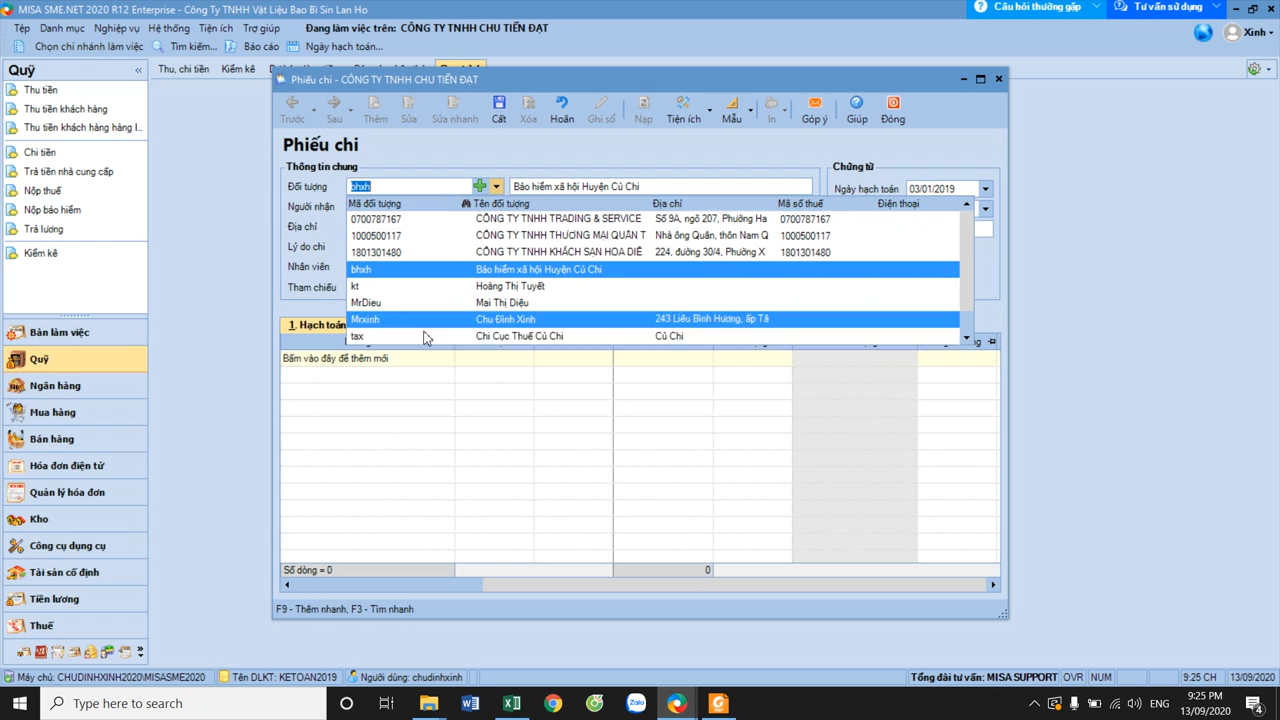 MISA SME.NET 2020 R12 Enterprise - Công Ty TNHH Vật Liệu Bao Bì Sin Lan Ho
Câu hỏi thường gặp
Tư vấn sử dụng
Tệp Danh mục Nghiệp vụ Hệ thống Tiện ích Trợ giúp Đang làm việc trên: CÔNG TY TNHH CHU TIẾN ĐẠT
Chọn chi nhánh làm việc Tìm kiếm... Báo cáo Ngày hạch toán...
Xinh
Quỹ «
Thu, chi tiền Kiểm kê
Thu tiền
Thu tiền khách hàng
Thu tiền khách hàng hàng l...
Chi tiền
Trả tiền nhà cung cấp
Nộp thuế
Nộp bảo hiểm
Trả lương
Kiểm kê
Bàn làm việc
Quỹ
Ngân hàng
Mua hàng
Bán hàng
Hóa đơn điện tử
Quản lý hóa đơn
Kho
Công cụ dụng cụ
Tài sản cố định
Tiền lương
Thuế
Phiếu chi - CÔNG TY TNHH CHU TIẾN ĐẠT
Trước Sau Thêm Sửa Sửa nhanh Cất Xóa Hoãn Ghi sổ Nạp Tiện ích Mẫu In Góp ý Giúp Đóng
Phiếu chi
Thông tin chung
Chứng từ
Đối tượng bhxh Bảo hiểm xã hội Huyện Củ Chi
Ngày hạch toán 03/01/2019
Người nhận
Địa chỉ
Lý do chi
Nhân viên
Tham chiếu
Mã đối tượng Tên đối tượng Địa chỉ Mã số thuế Điện thoại
0700787167 CÔNG TY TNHH TRADING & SERVICE Số 9A, ngõ 207, Phường Ha 0700787167
1000500117 CÔNG TY TNHH THƯƠNG MẠI QUÂN T Nhà ông Quân, thôn Nam Q 1000500117
1801301480 CÔNG TY TNHH KHÁCH SẠN HOA DIÊ 224, đường 30/4, Phường X 1801301480
bhxh Bảo hiểm xã hội Huyện Củ Chi
kt Hoàng Thị Tuyết
MrDieu Mai Thị Diệu
Mrxinh Chu Đình Xinh 243 Liêu Bình Hương, ấp Tâ
tax Chi Cục Thuế Củ Chi Củ Chi
1. Hạch toán
Bấm vào đây để thêm mới
Số dòng = 0 0
F9 - Thêm nhanh, F3 - Tìm nhanh
Máy chủ: CHUDINHXINH2020\MISASME2020 Tên DLKT: KETOAN2019 Người dùng: chudinhxinh
Tổng đài tư vấn: MISA SUPPORT OVR NUM 9:25 CH 13/09/2020
Type here to search
Zalo
ENG
9:25 PM
13/09/2020
4